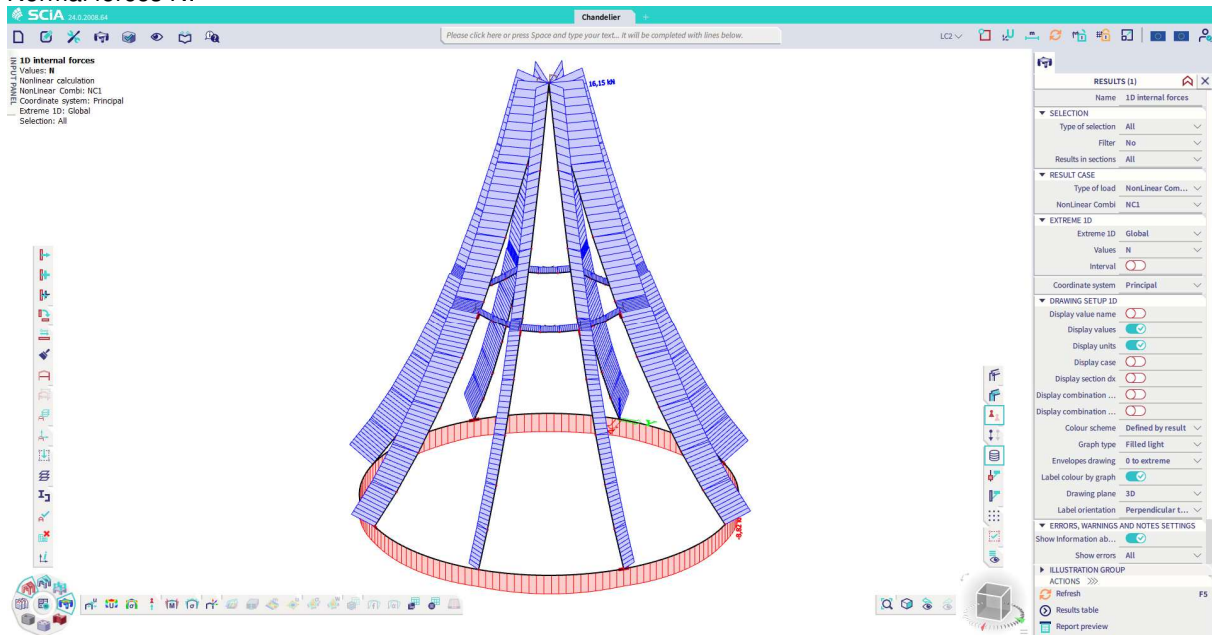 Normal forces N:
SCIA 24.0.2008.64
Chandelier
+
Please click here or press Space and type your text... It will be completed with lines below.
LC2
INPUT PANEL
1D internal forces
Values: N
Nonlinear calculation
NonLinear Combi: NC1
Coordinate system: Principal
Extreme 1D: Global
Selection: All
16,15 kN
RESULTS (1)
Name 1D internal forces
SELECTION
Type of selection All
Filter No
Results in sections All
RESULT CASE
Type of load NonLinear Com...
NonLinear Combi NC1
EXTREME 1D
Extreme 1D Global
Values N
Interval
Coordinate system Principal
DRAWING SETUP 1D
Display value name
Display values
Display units
Display case
Display section dx
Display combination ...
Display combination ...
Colour scheme Defined by result
Graph type Filled light
Envelopes drawing 0 to extreme
Label colour by graph
Drawing plane 3D
Label orientation Perpendicular t...
ERRORS, WARNINGS AND NOTES SETTINGS
Show Information ab...
Show errors All
ILLUSTRATION GROUP
ACTIONS >>>
Refresh F5
Results table
Report preview